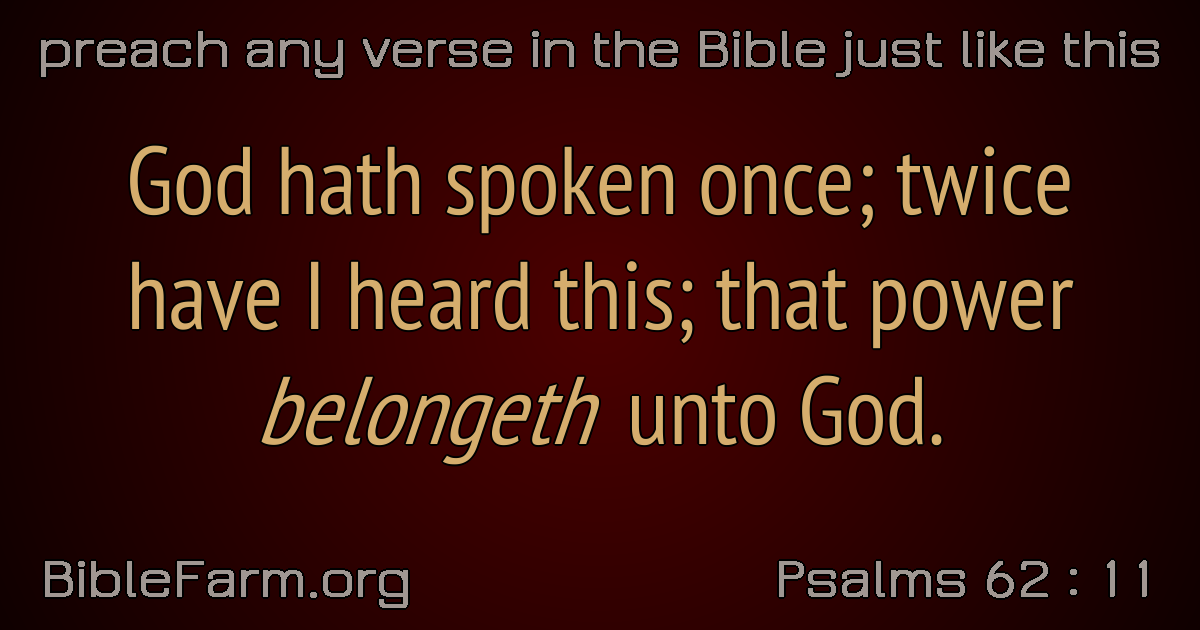 preach any verse in the Bible just like this
God hath spoken once; twice
have I heard this; that power
belongeth unto God.
BibleFarm.org
Psalms 62 : 11